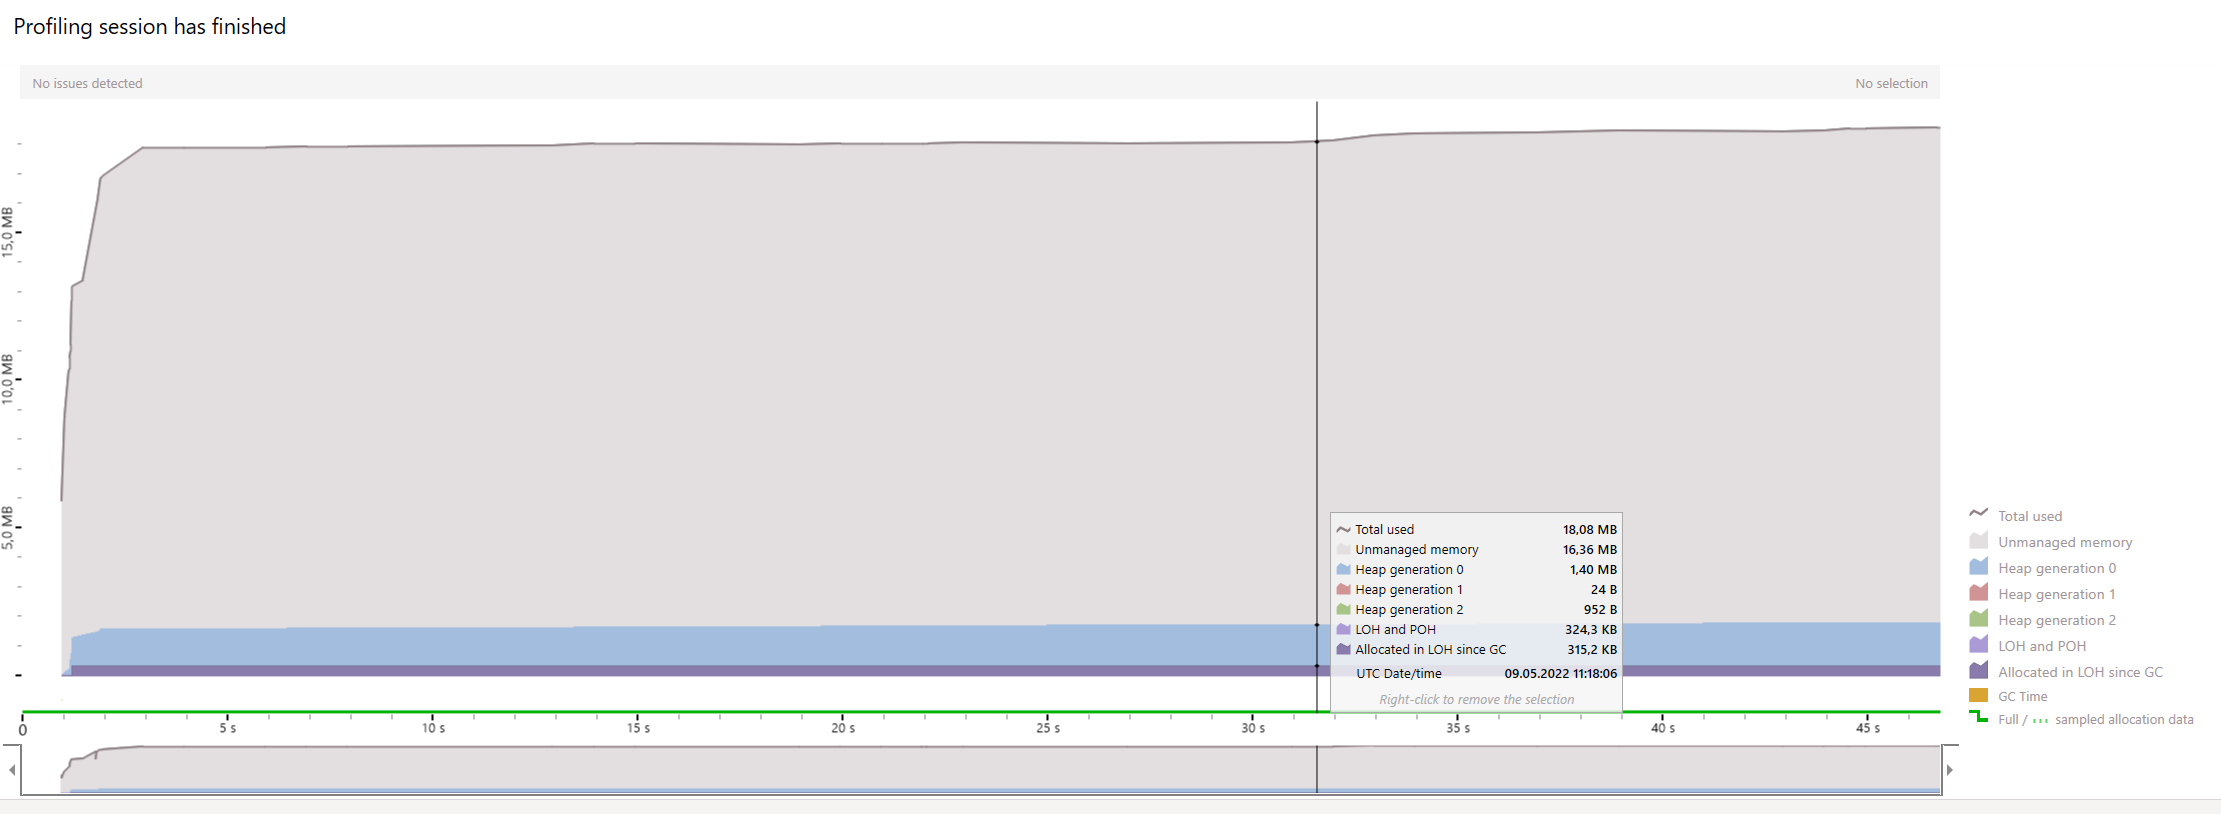 Profiling session has finished
No issues detected
No selection
15,0 MB
10,0 MB
5,0 MB
Total used 18,08 MB
Unmanaged memory 16,36 MB
Heap generation 0 1,40 MB
Heap generation 1 24 B
Heap generation 2 952 B
LOH and POH 324,3 KB
Allocated in LOH since GC 315,2 KB
UTC Date/time 09.05.2022 11:18:06
Right-click to remove the selection
Total used
Unmanaged memory
Heap generation 0
Heap generation 1
Heap generation 2
LOH and POH
Allocated in LOH since GC
GC Time
Full / sampled allocation data
0 5 s 10 s 15 s 20 s 25 s 30 s 35 s 40 s 45 s